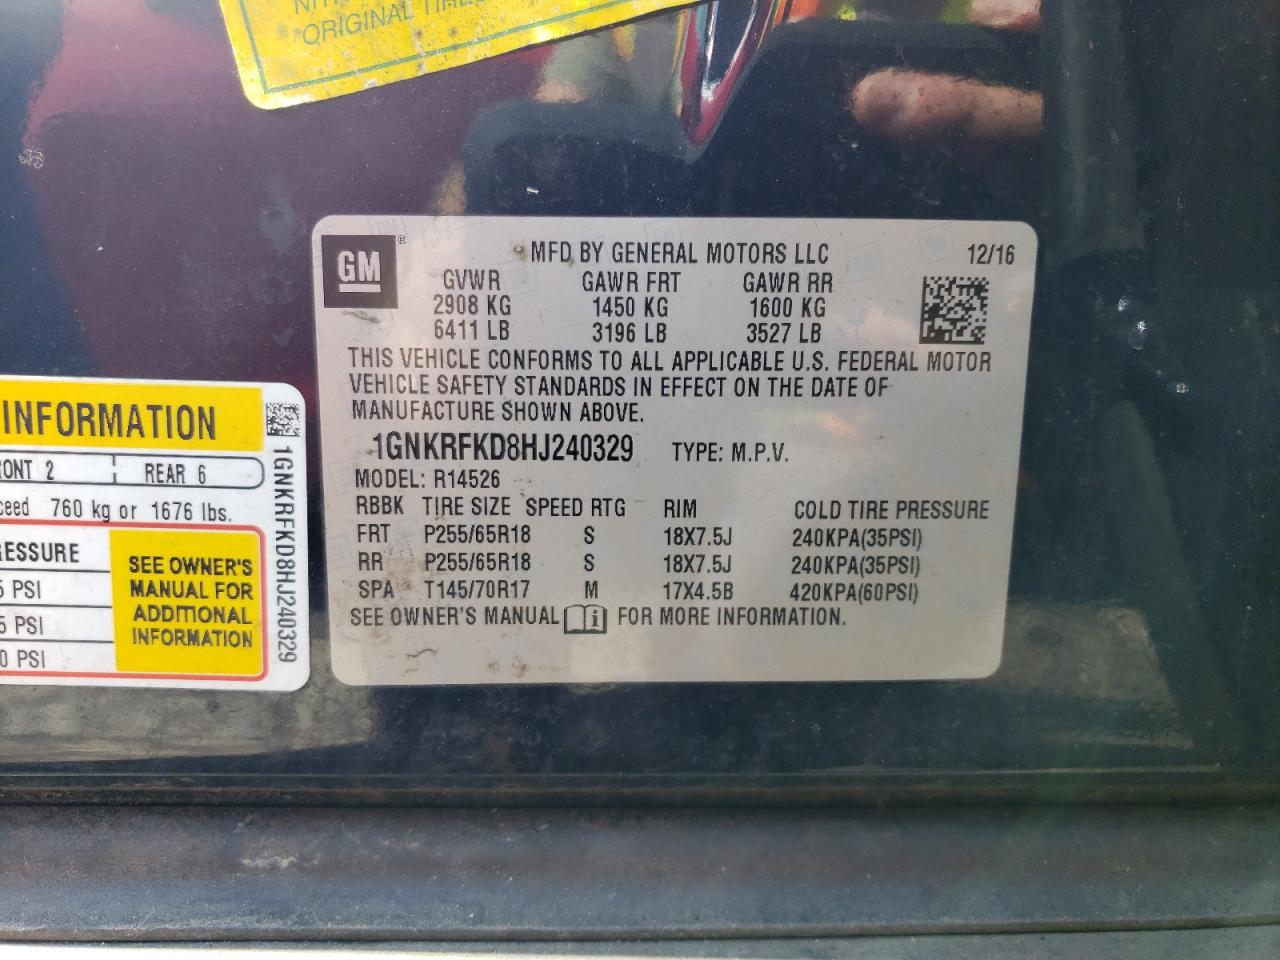 ORIGINAL
GM
MFD BY GENERAL MOTORS LLC 12/16
GVWR GAWR FRT GAWR RR
2908 KG 1450 KG 1600 KG
6411 LB 3196 LB 3527 LB
THIS VEHICLE CONFORMS TO ALL APPLICABLE U.S. FEDERAL MOTOR
VEHICLE SAFETY STANDARDS IN EFFECT ON THE DATE OF
MANUFACTURE SHOWN ABOVE.
1GNKRFKD8HJ240329 TYPE: M.P.V.
MODEL: R14526
RBBK TIRE SIZE SPEED RTG RIM COLD TIRE PRESSURE
FRT P255/65R18 S 18X7.5J 240KPA(35PSI)
RR P255/65R18 S 18X7.5J 240KPA(35PSI)
SPA T145/70R17 M 17X4.5B 420KPA(60PSI)
SEE OWNER'S MANUAL FOR MORE INFORMATION.
INFORMATION
RONT 2 REAR 6
ceed 760 kg or 1676 lbs.
RESSURE
5 PSI
5 PSI
0 PSI
SEE OWNER'S
MANUAL FOR
ADDITIONAL
INFORMATION
1GNKRFKD8HJ240329